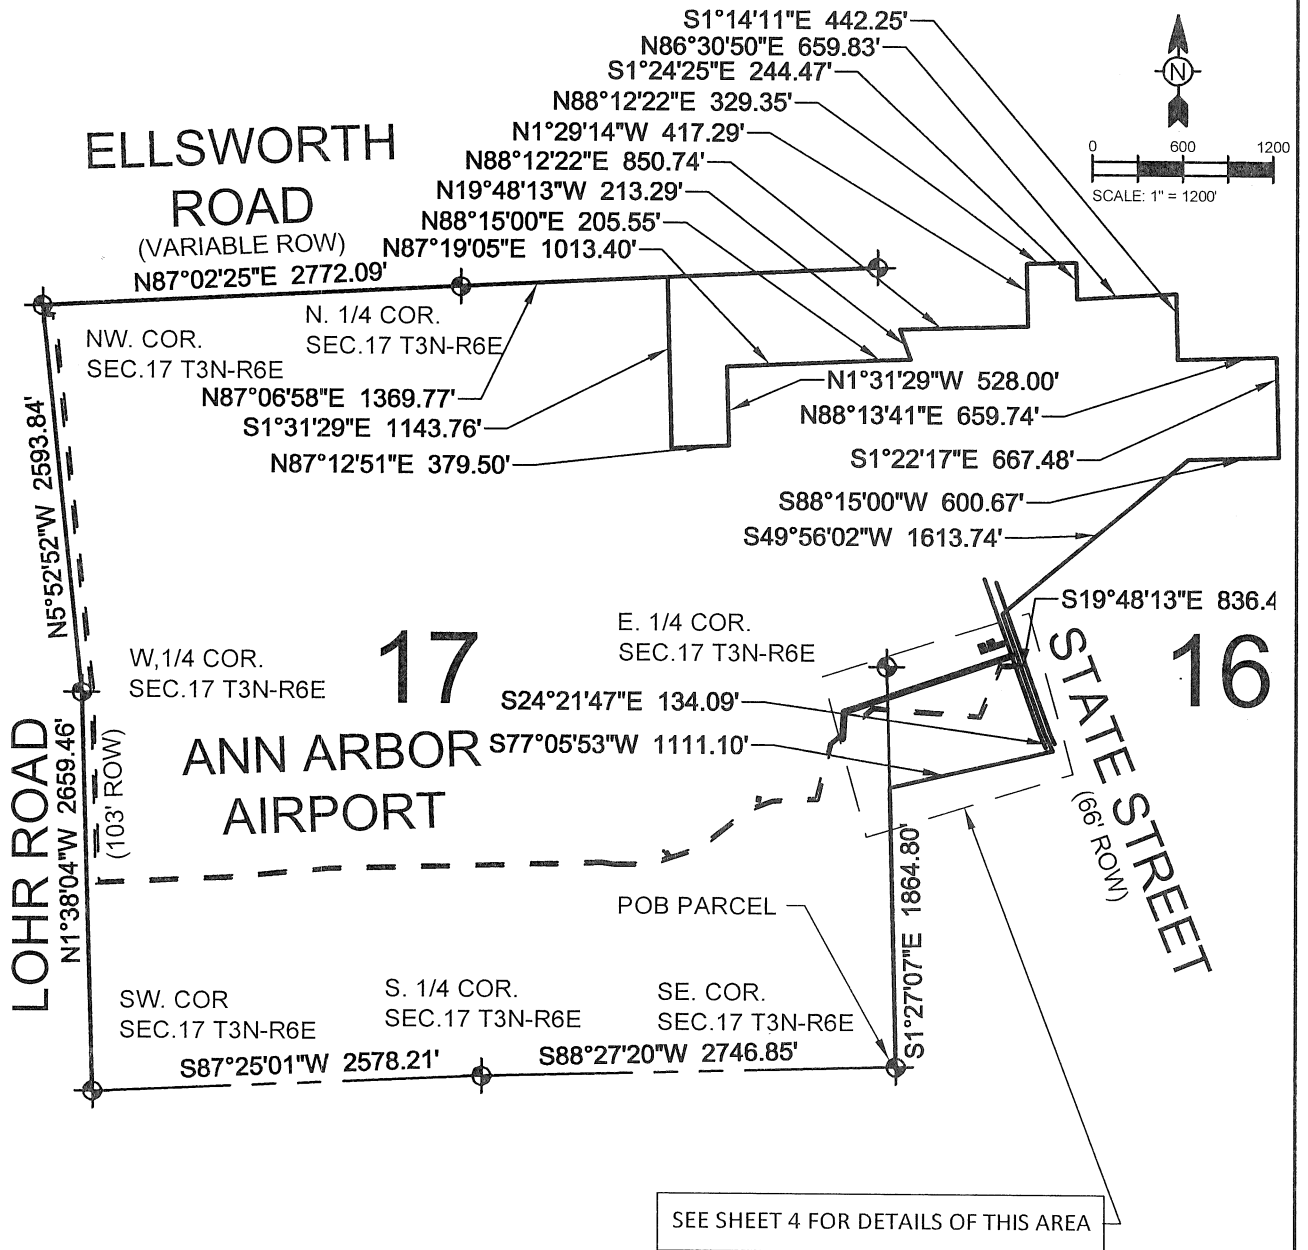 S1°14'11"E 442.25'
N86°30'50"E 659.83'
S1°24'25"E 244.47'
N88°12'22"E 329.35'
N1°29'14"W 417.29'
N88°12'22"E 850.74'
N19°48'13"W 213.29'
N88°15'00"E 205.55'
N87°19'05"E 1013.40'
N
0 600 1200
SCALE: 1" = 1200'
ELLSWORTH
ROAD
(VARIABLE ROW)
N87°02'25"E 2772.09'
NW. COR.
SEC.17 T3N-R6E
N. 1/4 COR.
SEC.17 T3N-R6E
N87°06'58"E 1369.77'
S1°31'29"E 1143.76'
N87°12'51"E 379.50'
N1°31'29"W 528.00'
N88°13'41"E 659.74'
S1°22'17"E 667.48'
S88°15'00"W 600.67'
S49°56'02"W 1613.74'
S19°48'13"E 836.4
N5°52'52"W 2593.84'
W,1/4 COR.
SEC.17 T3N-R6E
17
E. 1/4 COR.
SEC.17 T3N-R6E
16
S24°21'47"E 134.09'
S77°05'53"W 1111.10'
ANN ARBOR
AIRPORT
STATE STREET
(66' ROW)
LOHR ROAD
N1°38'04"W 2659.46'
(103' ROW)
POB PARCEL
S1°27'07"E 1864.80'
SW. COR
SEC.17 T3N-R6E
S. 1/4 COR.
SEC.17 T3N-R6E
SE. COR.
SEC.17 T3N-R6E
S87°25'01"W 2578.21'
S88°27'20"W 2746.85'
SEE SHEET 4 FOR DETAILS OF THIS AREA